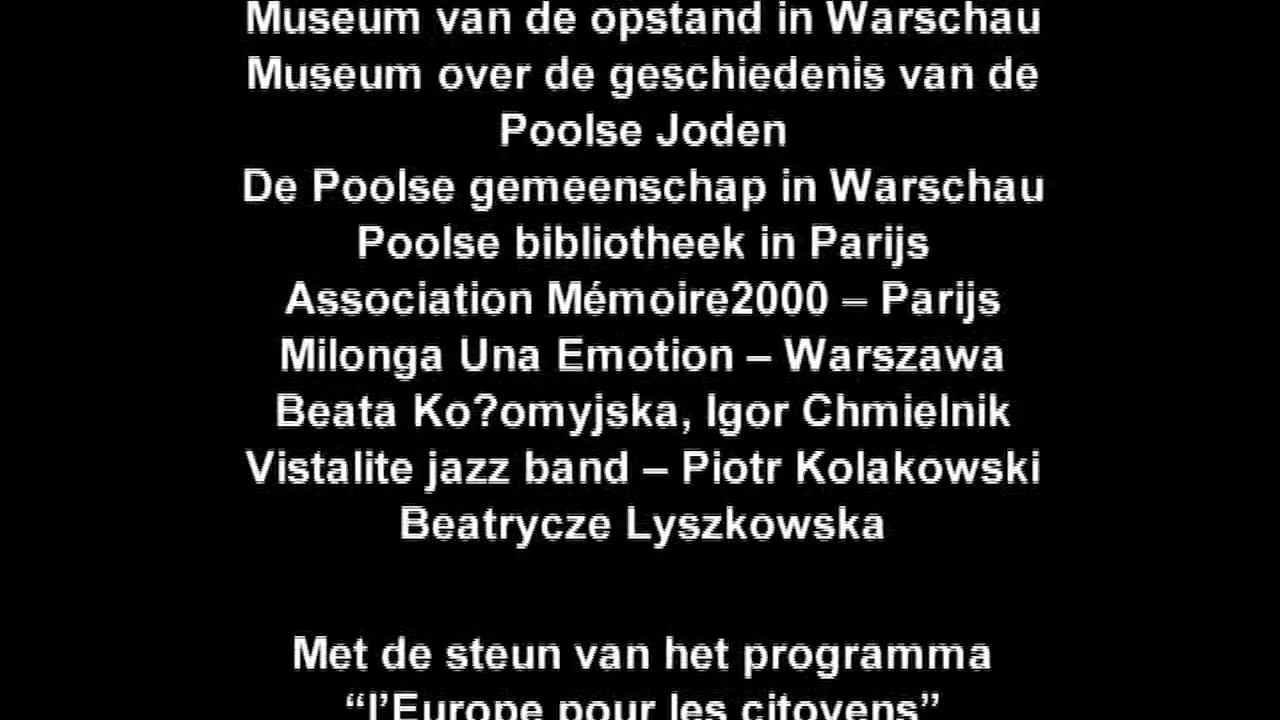 Museum van de opstand in Warschau
Museum over de geschiedenis van de
Poolse Joden
De Poolse gemeenschap in Warschau
Poolse bibliotheek in Parijs
Association Mémoire2000 – Parijs
Milonga Una Emotion – Warszawa
Beata Ko?omyjska, Igor Chmielnik
Vistalite jazz band – Piotr Kolakowski
Beatrycze Lyszkowska
Met de steun van het programma
“l’Europe pour les citoyens”